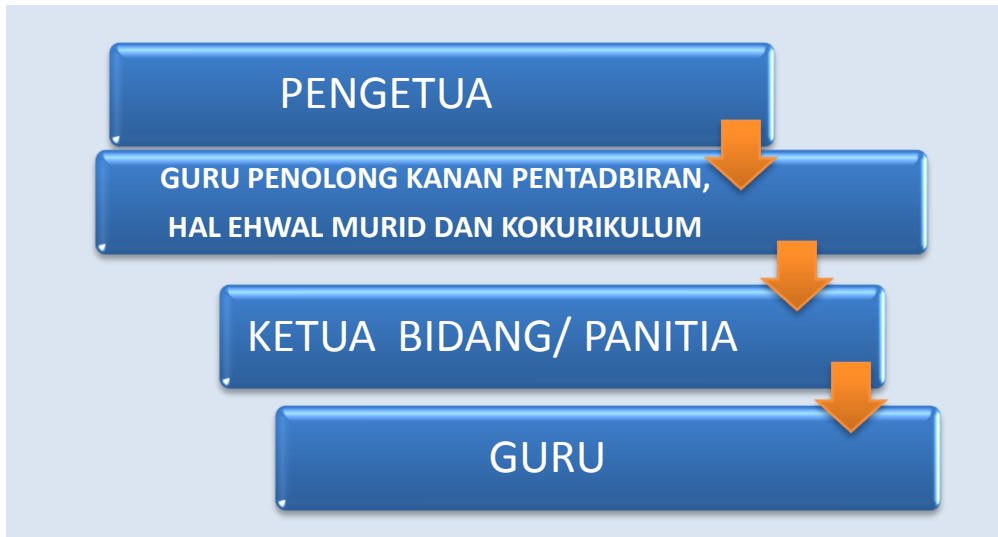 PENGETUA
GURU PENOLONG KANAN PENTADBIRAN,
HAL EHWAL MURID DAN KOKURIKULUM
KETUA BIDANG/ PANITIA
GURU